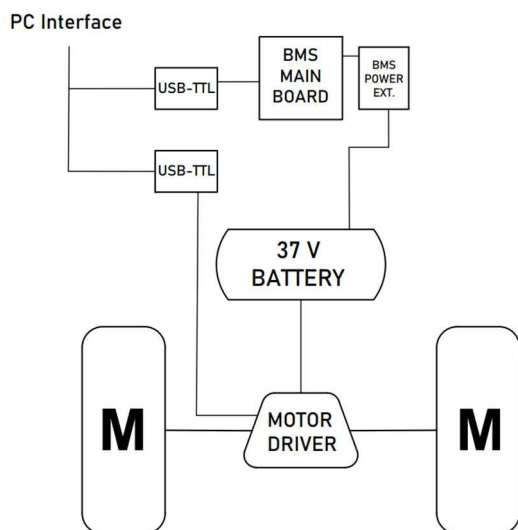 PC Interface
USB-TTL
BMS
MAIN
BOARD
BMS
POWER
EXT.
USB-TTL
37 V
BATTERY
M
MOTOR
DRIVER
M